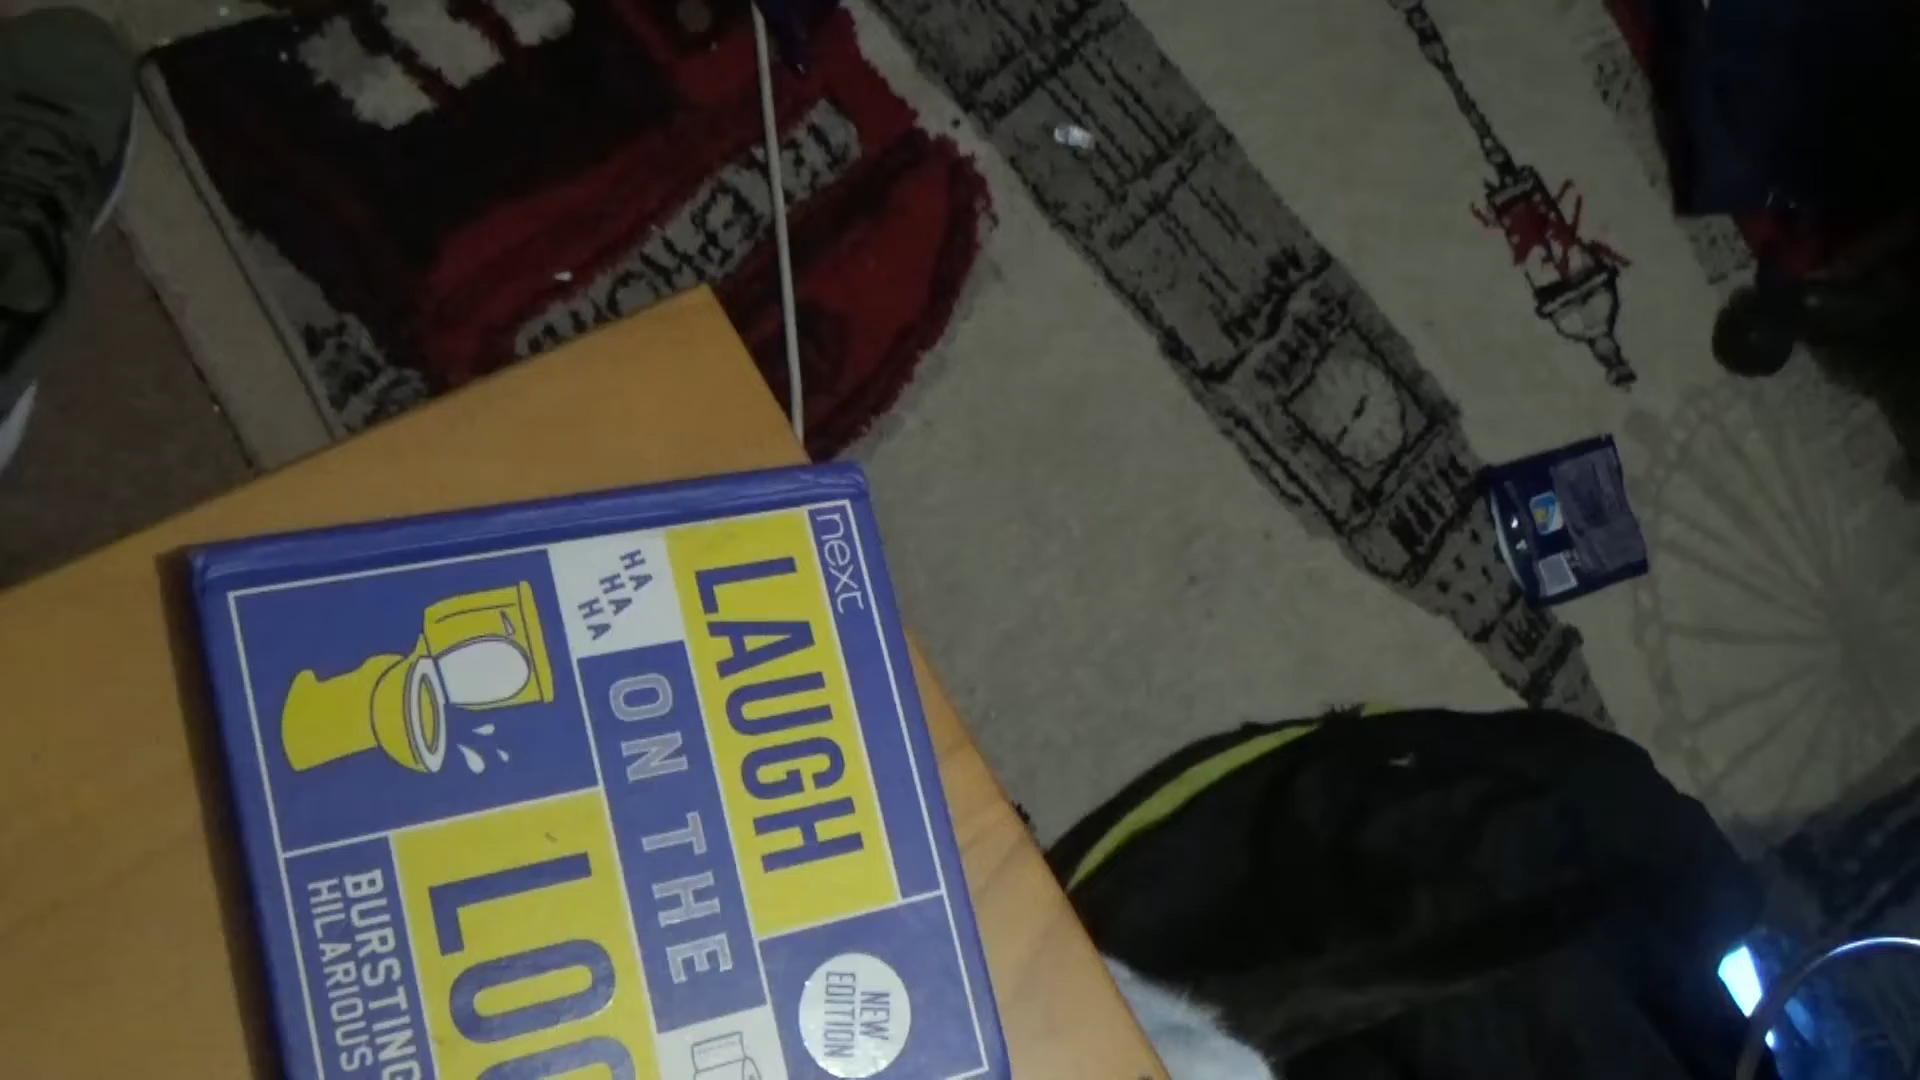 next
LAUGH
HA
HA
HA
ON THE
LOO
NEW
EDITION
BURSTING
HILARIOUS